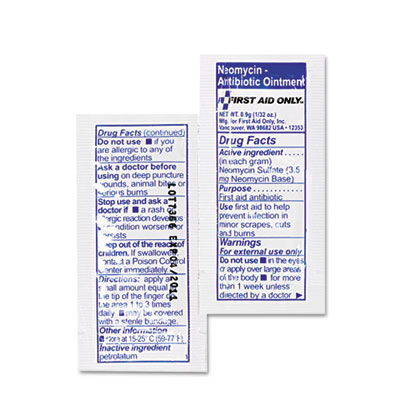 Neomycin -
Antibiotic Ointment
FIRST AID ONLY
NET WT. 0.9g (1/32 oz.)
Mfg. for First Aid Only, Inc.
Vancouver, WA 98682 USA • 12353
Drug Facts
Active ingredient
(in each gram)
Neomycin Sulfate (3.5
mg Neomycin Base)
Purpose
First aid antibiotic
Use first aid to help
prevent infection in
minor scrapes, cuts
and burns
Warnings
For external use only
Do not use ■ in the eyes
or apply over large areas
of the body ■ for more
than 1 week unless
directed by a doctor ▶
Drug Facts (continued)
Do not use ■ if you
are allergic to any of
the ingredients
Ask a doctor before
using on deep puncture
wounds, animal bites or
serious burns
Stop use and ask a
doctor if ■ a rash or
allergic reaction develops
condition worsens
persists
Keep out of the reach of
children. If swallowed
contact a Poison Control
Center immediately.
Directions: apply a
small amount equal to
the tip of the finger on
the area 1 to 3 times
daily ■ may be covered
with a sterile bandage.
Other information
■ store at 15-25° C (59-77°F)
Inactive ingredient
petrolatum
EXP 04/2014